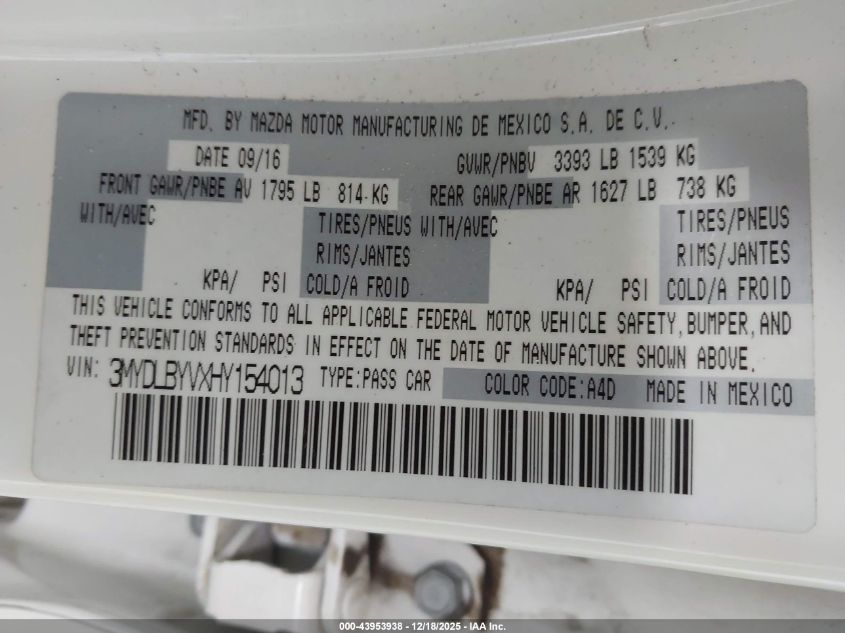 MFD. BY MAZDA MOTOR MANUFACTURING DE MEXICO S.A. DE C.V.
DATE 09/16 GVWR/PNBV 3393 LB 1539 KG
FRONT GAWR/PNBE AV 1795 LB 814 KG REAR GAWR/PNBE AR 1627 LB 738 KG
WITH/AVEC TIRES/PNEUS WITH/AVEC TIRES/PNEUS
RIMS/JANTES RIMS/JANTES
KPA/ PSI COLD/A FROID KPA/ PSI COLD/A FROID
THIS VEHICLE CONFORMS TO ALL APPLICABLE FEDERAL MOTOR VEHICLE SAFETY, BUMPER, AND
THEFT PREVENTION STANDARDS IN EFFECT ON THE DATE OF MANUFACTURE SHOWN ABOVE.
VIN: 3MYDLBYVXHY154013 TYPE:PASS CAR COLOR CODE:A4D MADE IN MEXICO
000-43953938 - 12/18/2025 - IAA Inc.